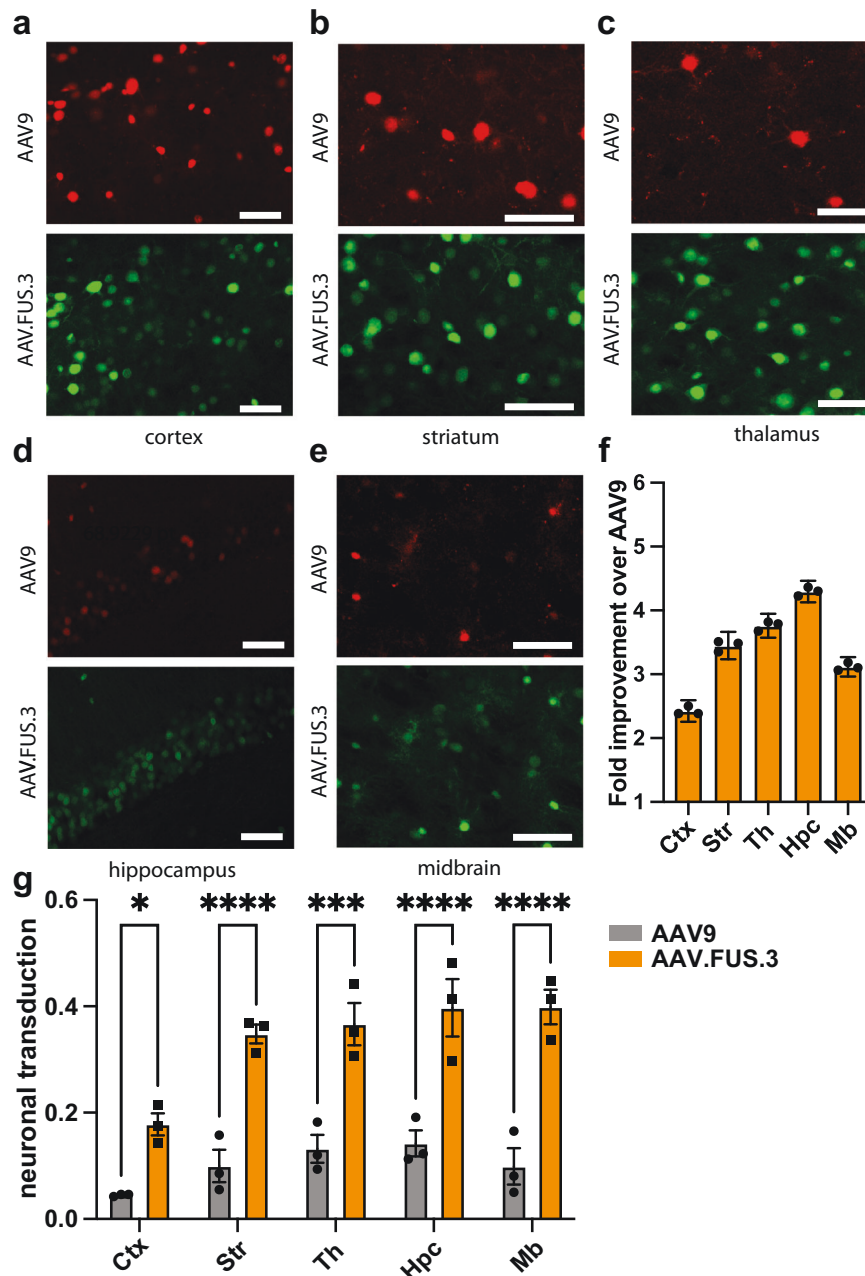 a
b
c
AAV9
AAV9
AAV9
AAV.FUS.3
AAV.FUS.3
AAV.FUS.3
cortex
striatum
thalamus
d
e
f
AAV9
AAV9
AAV.FUS.3
AAV.FUS.3
hippocampus
midbrain
Fold improvement over AAV9
6
5
4
3
2
1
Ctx
Str
Th
Hpc
Mb
g
* **** *** **** ****
neuronal transduction
0.6
0.4
0.2
0.0
Ctx
Str
Th
Hpc
Mb
AAV9
AAV.FUS.3